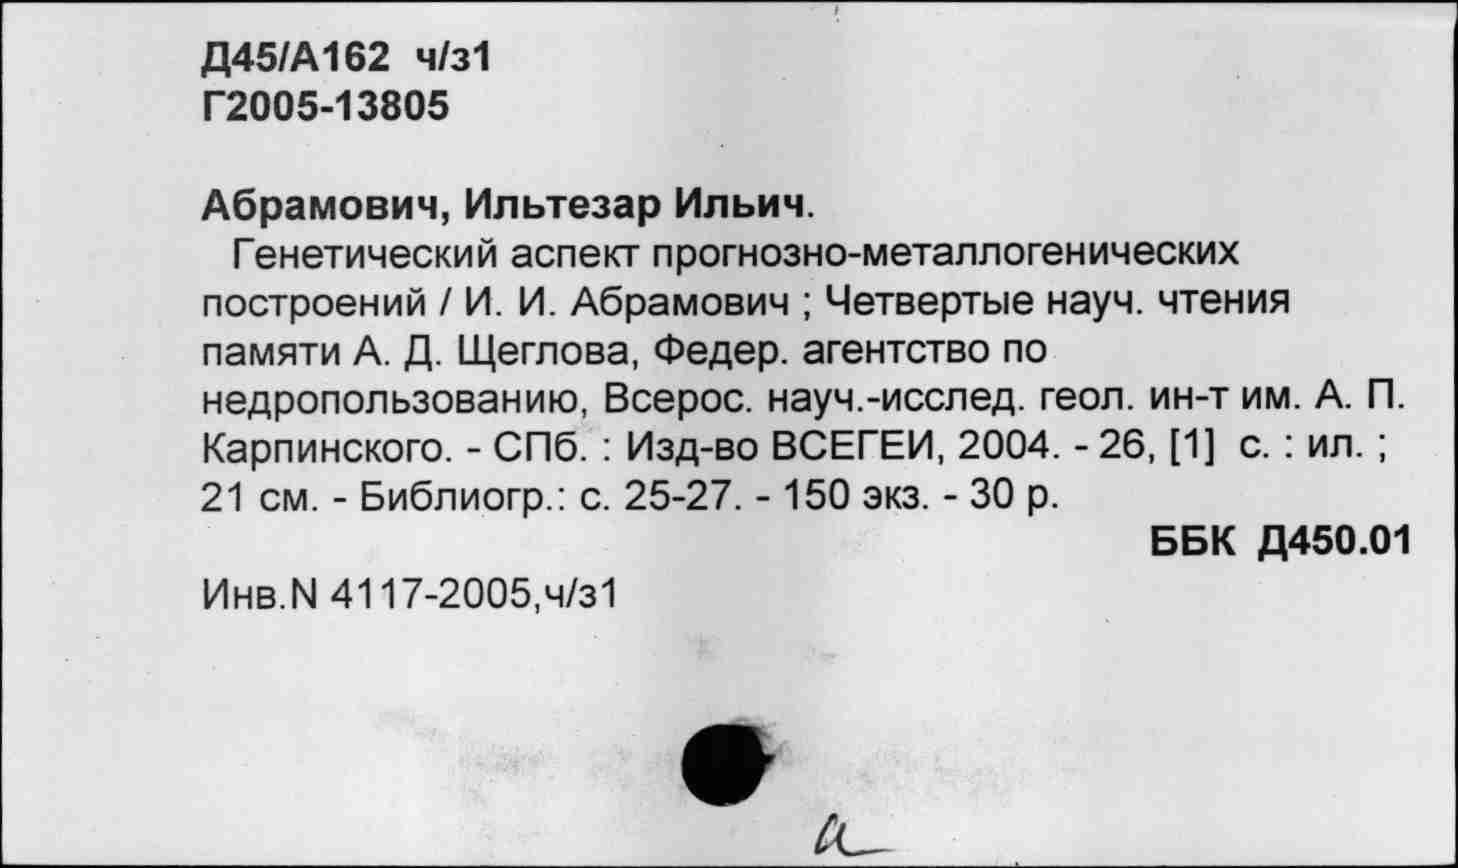 Д45/А162 ч/з1
Г2005-13805
Абрамович, Ильтезар Ильич.
Генетический аспект прогнозно-металлогенических
построений / И. И. Абрамович ; Четвертые науч. чтения
памяти А. Д. Щеглова, Федер. агентство по
недропользованию, Всерос. науч.-исслед. геол. ин-т им. А. П.
Карпинского. - СПб. : Изд-во ВСЕГЕИ, 2004. - 26, [1] с. : ил. ;
21 см. - Библиогр.: с. 25-27. - 150 экз. - 30 р.
ББК Д450.01
Инв.N 4117-2005,ч/з1